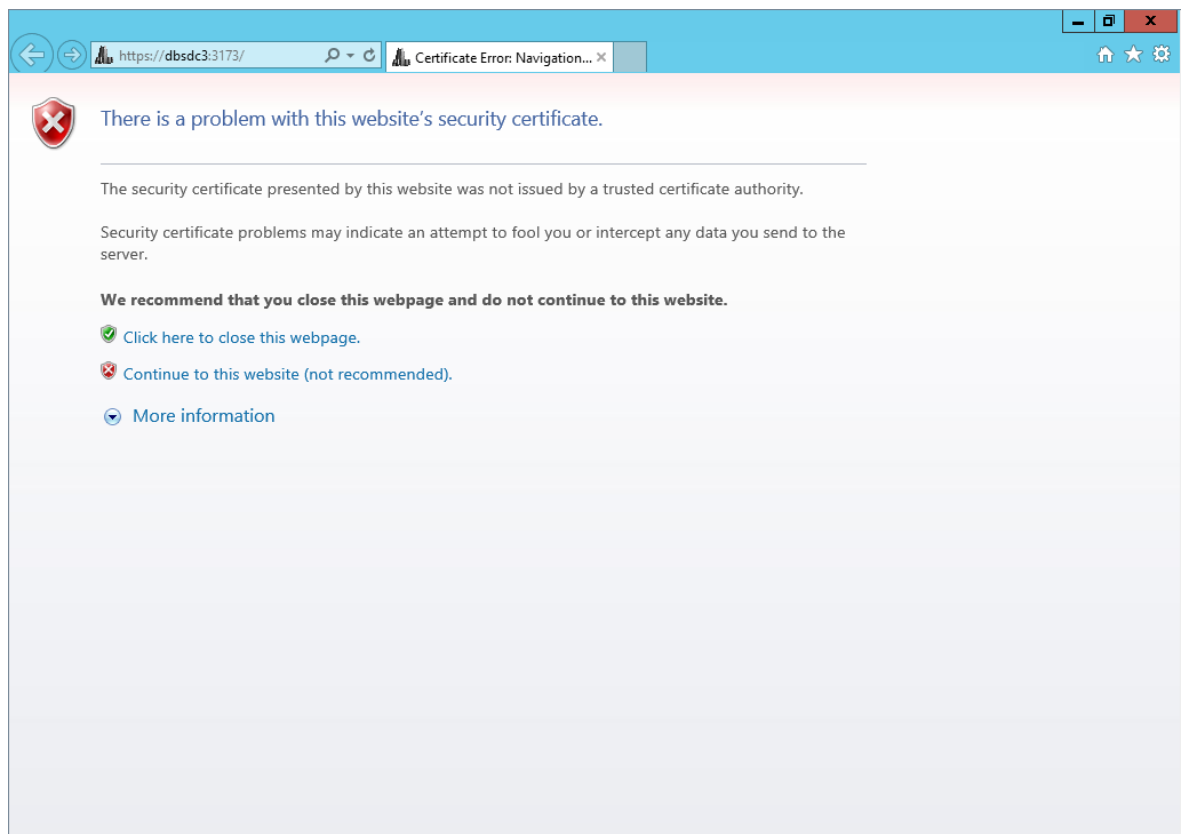 https://dbsdc3:3173/
Certificate Error: Navigation...
There is a problem with this website's security certificate.
The security certificate presented by this website was not issued by a trusted certificate authority.
Security certificate problems may indicate an attempt to fool you or intercept any data you send to the
server.
We recommend that you close this webpage and do not continue to this website.
Click here to close this webpage.
Continue to this website (not recommended).
More information